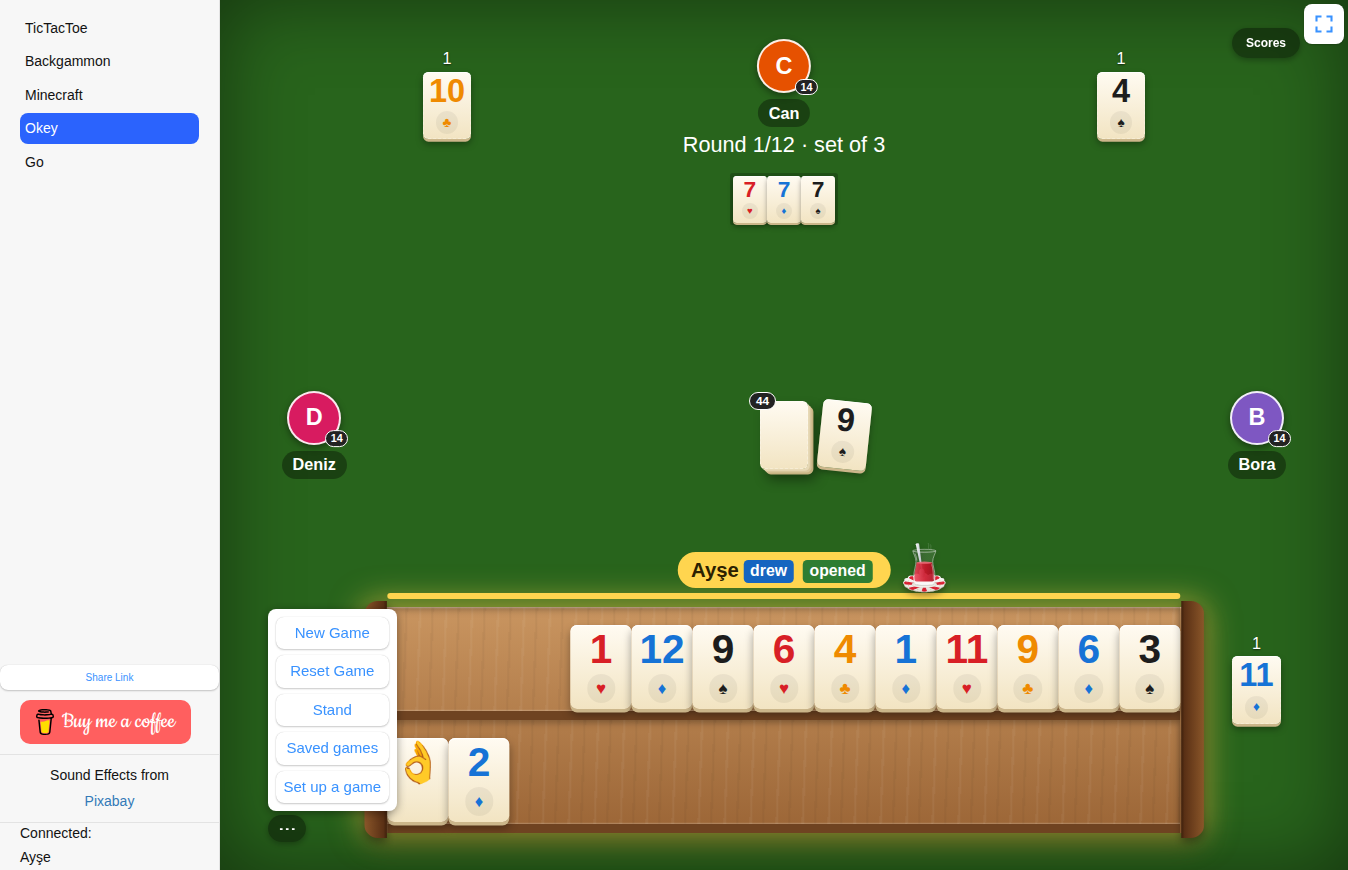 TicTacToe
Backgammon
Minecraft
Okey
Go
Share Link
Buy me a coffee
Sound Effects from
Pixabay
Connected:
Ayşe
Scores
1
10
C
14
Can
1
4
Round 1/12 · set of 3
7 7 7
D
14
Deniz
44
9
B
14
Bora
Ayşe drew opened
New Game
Reset Game
Stand
Saved games
Set up a game
1 12 9 6 4 1 11 9 6 3
2
1
11